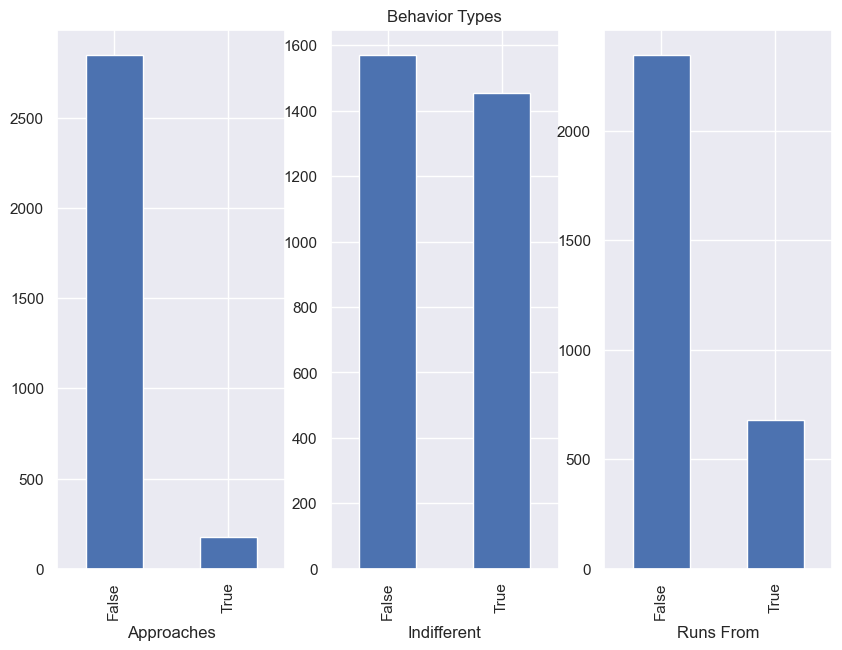 Behavior Types
2500
2000
1500
1000
500
0
False
True
Approaches
1600
1400
1200
1000
800
600
400
200
0
False
True
Indifferent
2000
1500
1000
500
0
False
True
Runs From